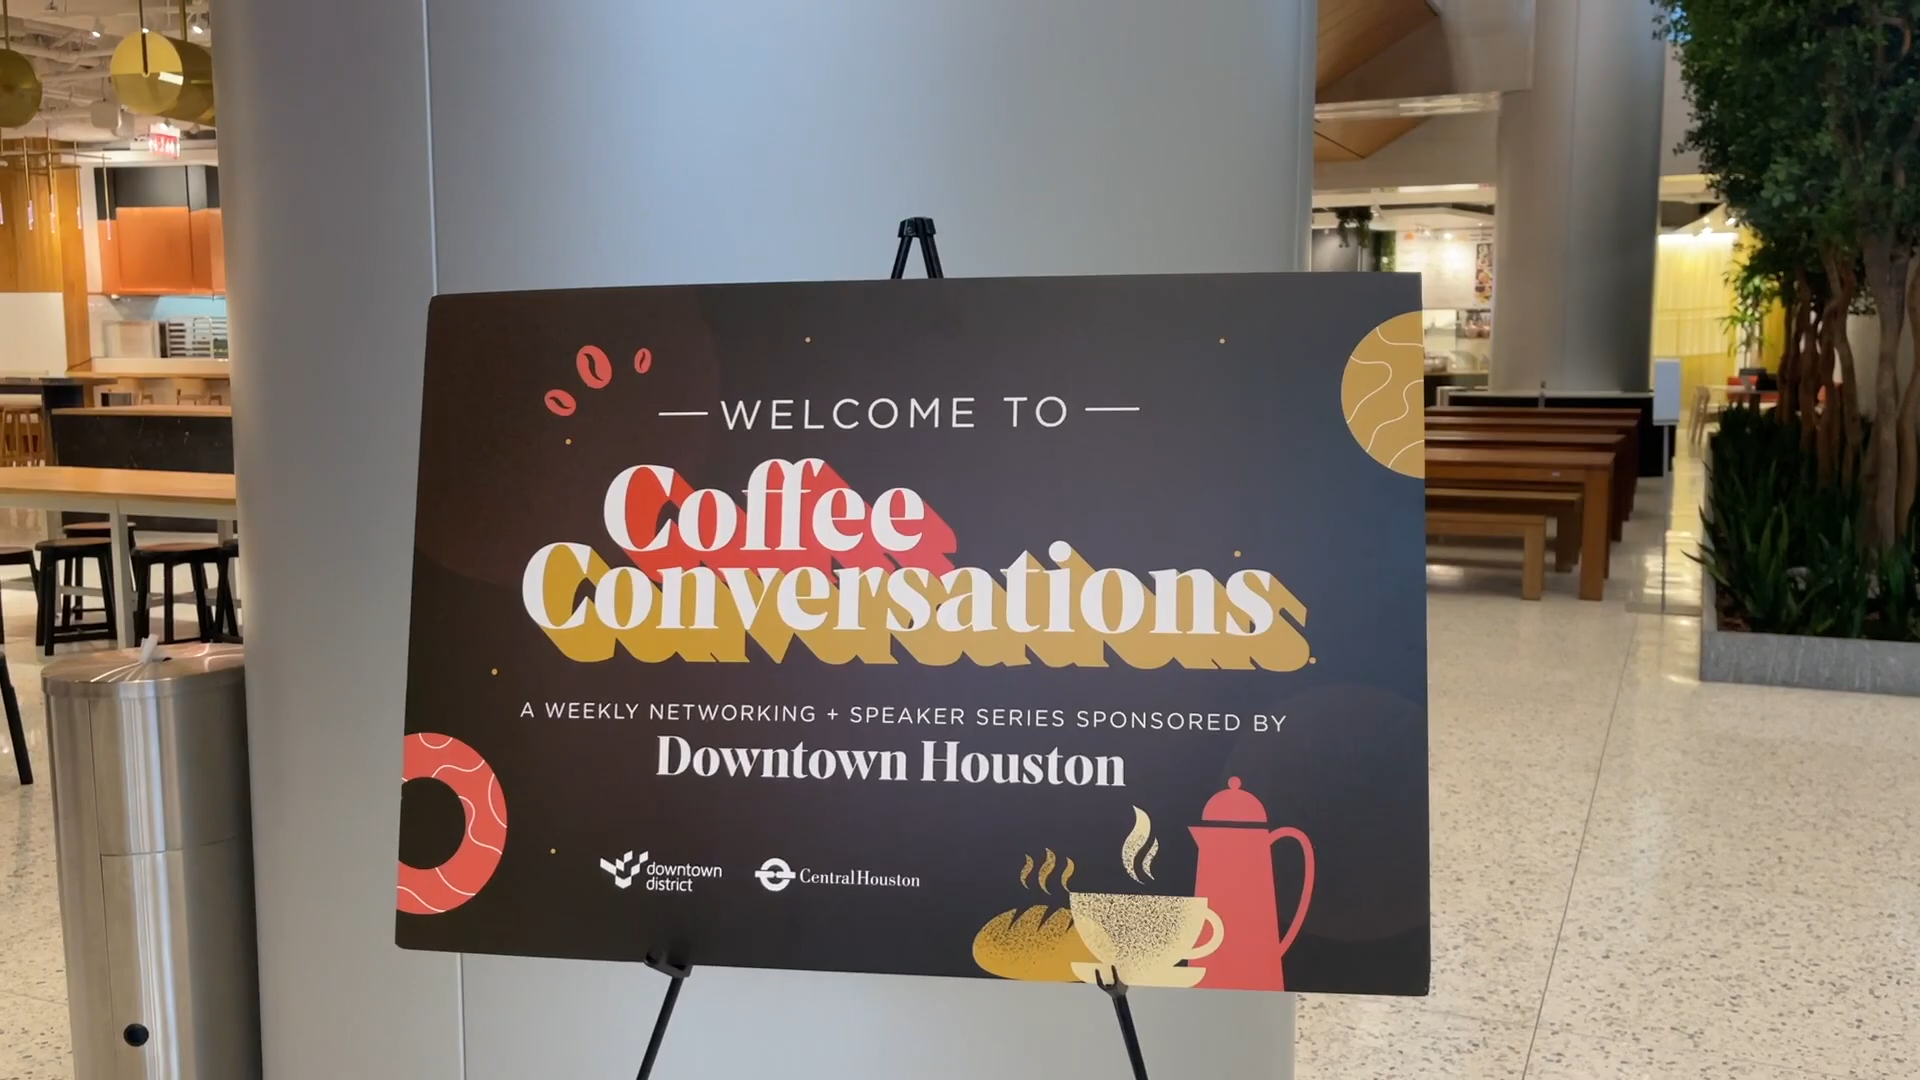 WELCOME TO
Coffee
Conversations
A WEEKLY NETWORKING + SPEAKER SERIES SPONSORED BY
Downtown Houston
downtown
district
CentralHouston